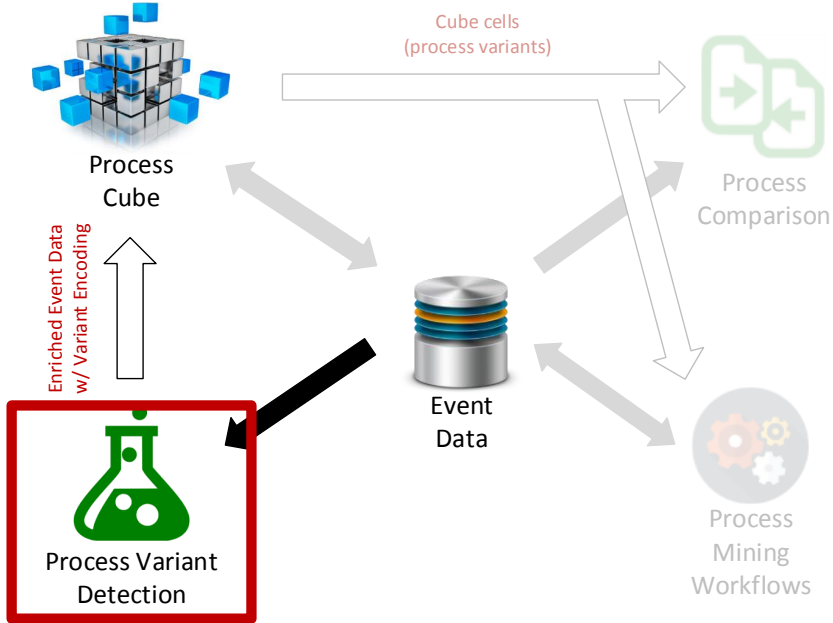 Cube cells
(process variants)
Process
Cube
Process
Comparison
Enriched Event Data
w/ Variant Encoding
Event
Data
Process Variant
Detection
Process
Mining
Workflows